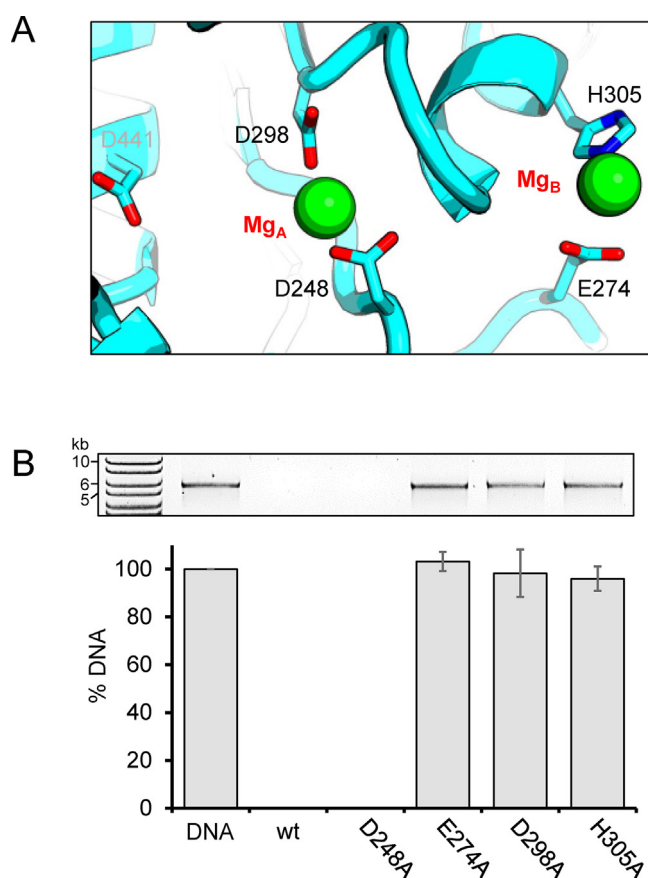 A
D441
D298
H305
MgA
MgB
D248
E274
B
kb
10
6
5
% DNA
100
80
60
40
20
0
DNA
wt
D248A
E274A
D298A
H305A